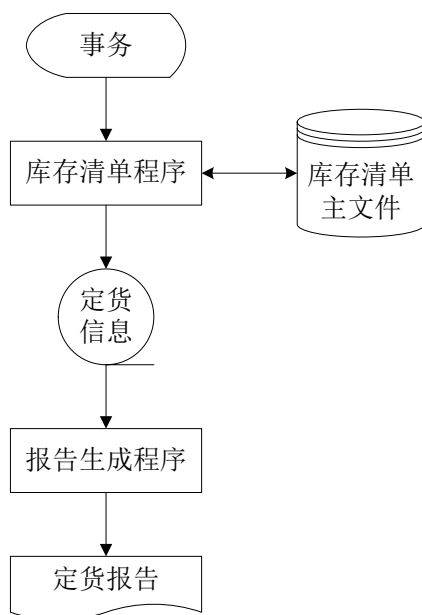 事务
库存清单程序
库存清单
主文件
定货
信息
报告生成程序
定货报告